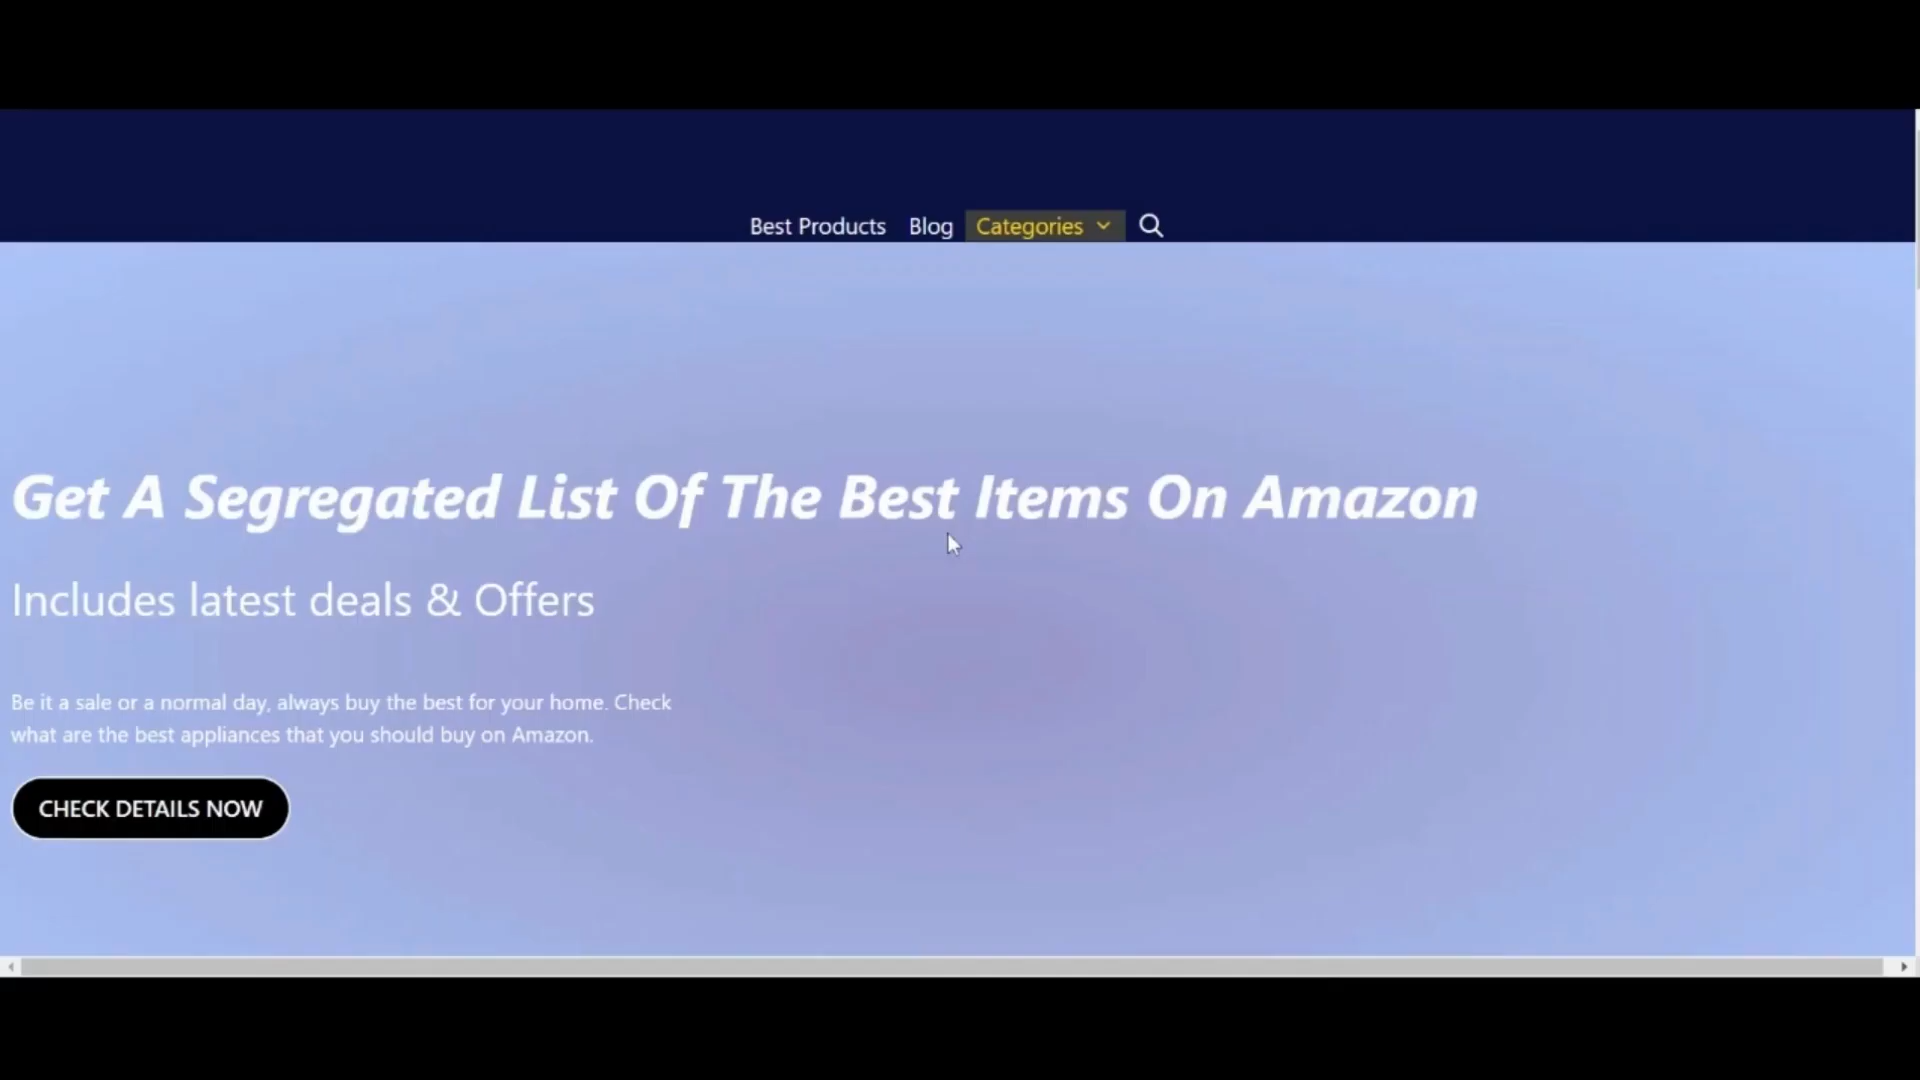 Best Products Blog Categories
Get A Segregated List Of The Best Items On Amazon
Includes latest deals & Offers
Be it a sale or a normal day, always buy the best for your home. Check
what are the best appliances that you should buy on Amazon.
CHECK DETAILS NOW